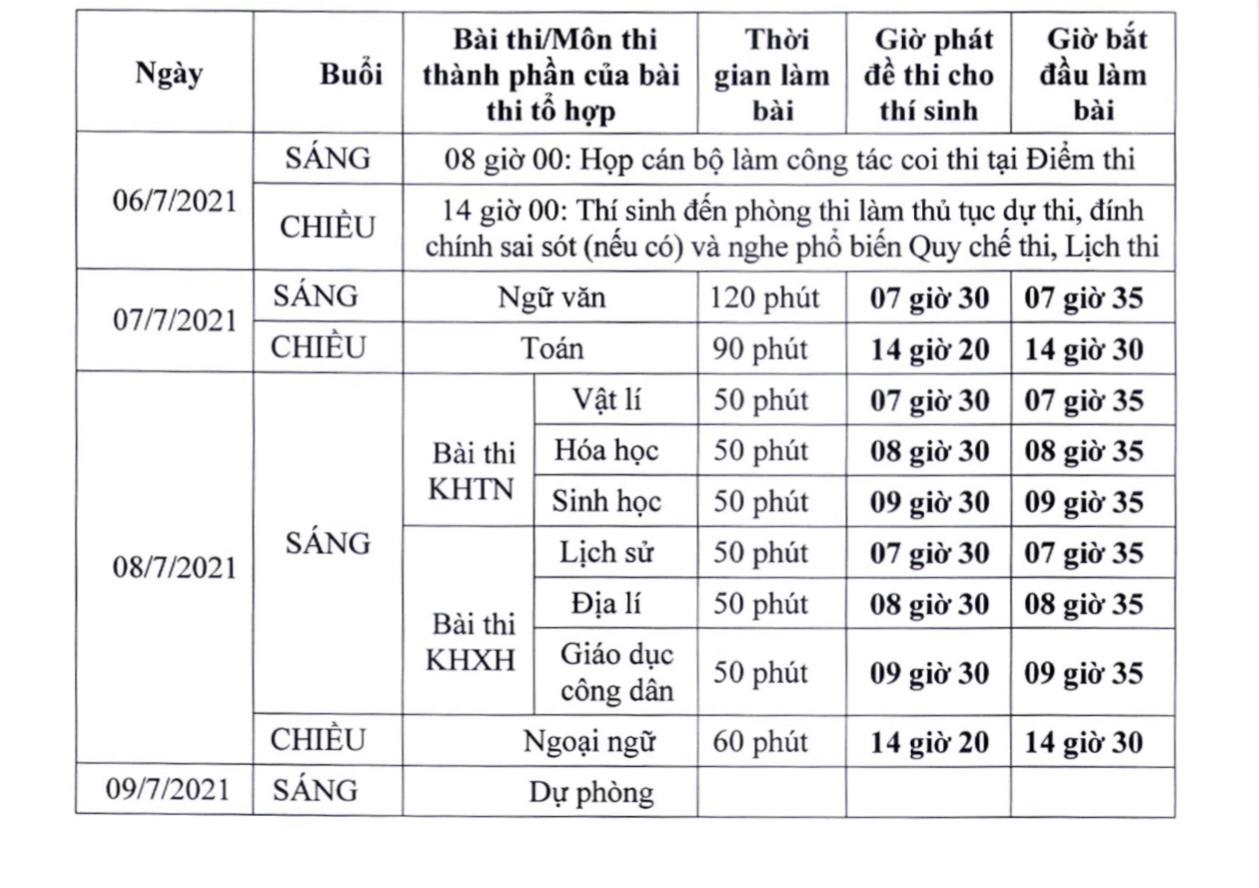 Ngày
Buổi
Bài thi/Môn thi
thành phần của bài
thi tổ hợp
Thời
gian làm
bài
Giờ phát
đề thi cho
thí sinh
Giờ bắt
đầu làm
bài
06/7/2021
SÁNG
08 giờ 00: Họp cán bộ làm công tác coi thi tại Điểm thi
CHIỀU
14 giờ 00: Thí sinh đến phòng thi làm thủ tục dự thi, đính
chính sai sót (nếu có) và nghe phổ biến Quy chế thi, Lịch thi
07/7/2021
SÁNG
Ngữ văn
120 phút
07 giờ 30
07 giờ 35
CHIỀU
Toán
90 phút
14 giờ 20
14 giờ 30
08/7/2021
SÁNG
Bài thi
KHTN
Vật lí
50 phút
07 giờ 30
07 giờ 35
Hóa học
50 phút
08 giờ 30
08 giờ 35
Sinh học
50 phút
09 giờ 30
09 giờ 35
Bài thi
KHXH
Lịch sử
50 phút
07 giờ 30
07 giờ 35
Địa lí
50 phút
08 giờ 30
08 giờ 35
Giáo dục
công dân
50 phút
09 giờ 30
09 giờ 35
CHIỀU
Ngoại ngữ
60 phút
14 giờ 20
14 giờ 30
09/7/2021
SÁNG
Dự phòng